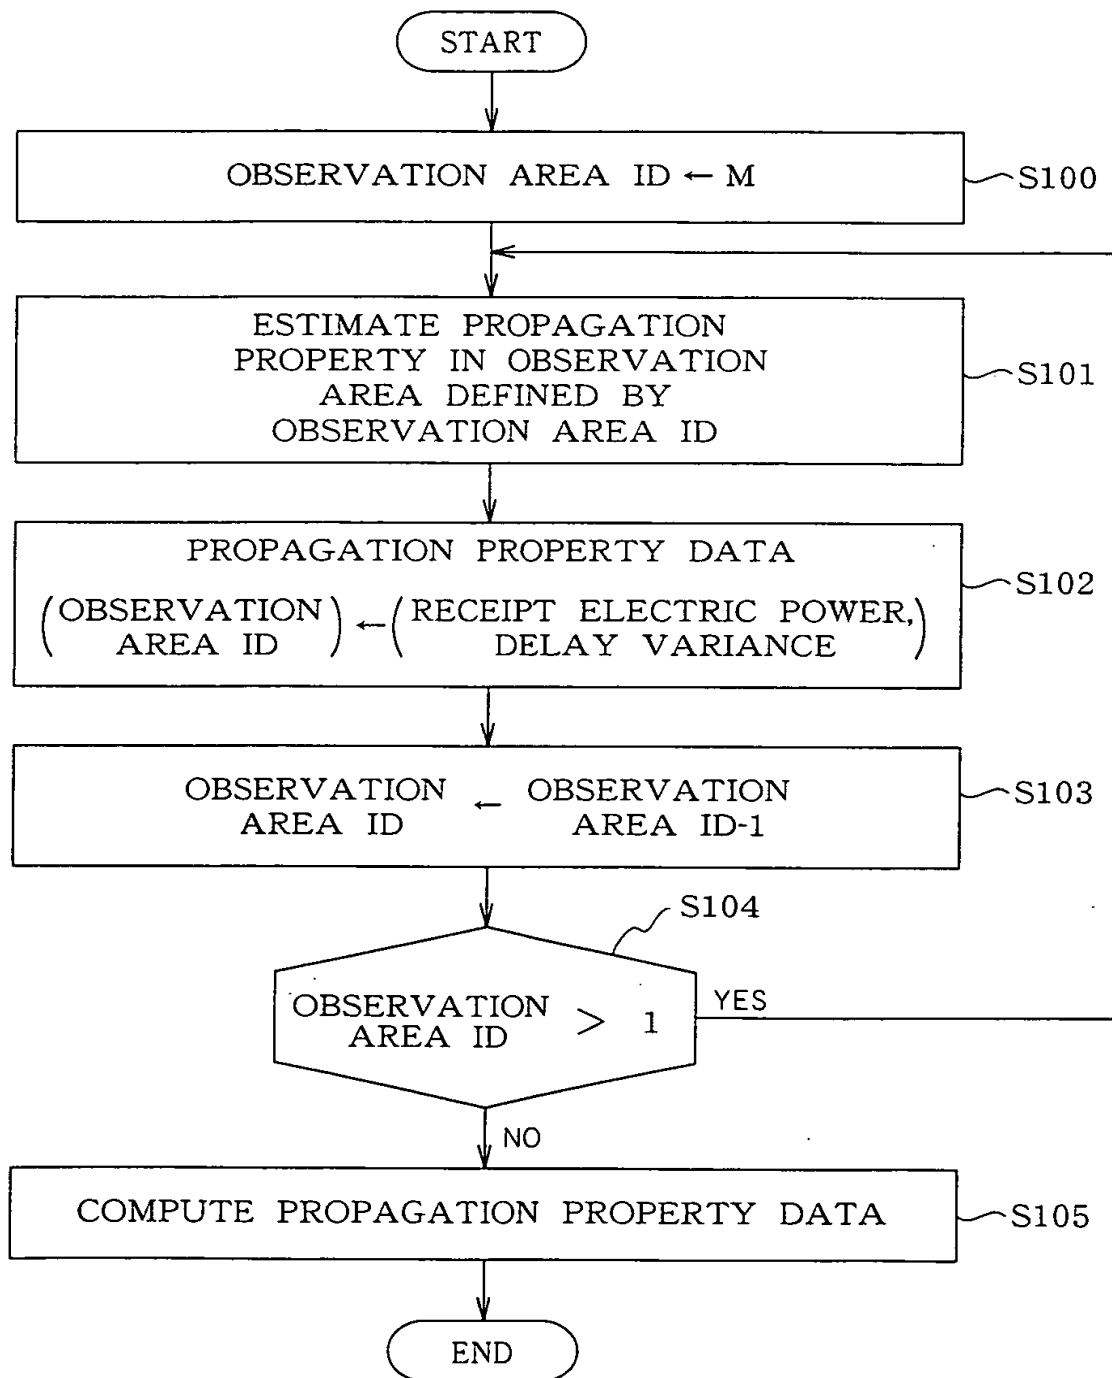 START
OBSERVATION AREA ID ← M
S100
ESTIMATE PROPAGATION
PROPERTY IN OBSERVATION
AREA DEFINED BY
OBSERVATION AREA ID
S101
PROPAGATION PROPERTY DATA
(OBSERVATION AREA ID) ← (RECEIPT ELECTRIC POWER, DELAY VARIANCE)
S102
OBSERVATION AREA ID ← OBSERVATION AREA ID-1
S103
S104
OBSERVATION AREA ID > 1
YES
NO
COMPUTE PROPAGATION PROPERTY DATA
S105
END